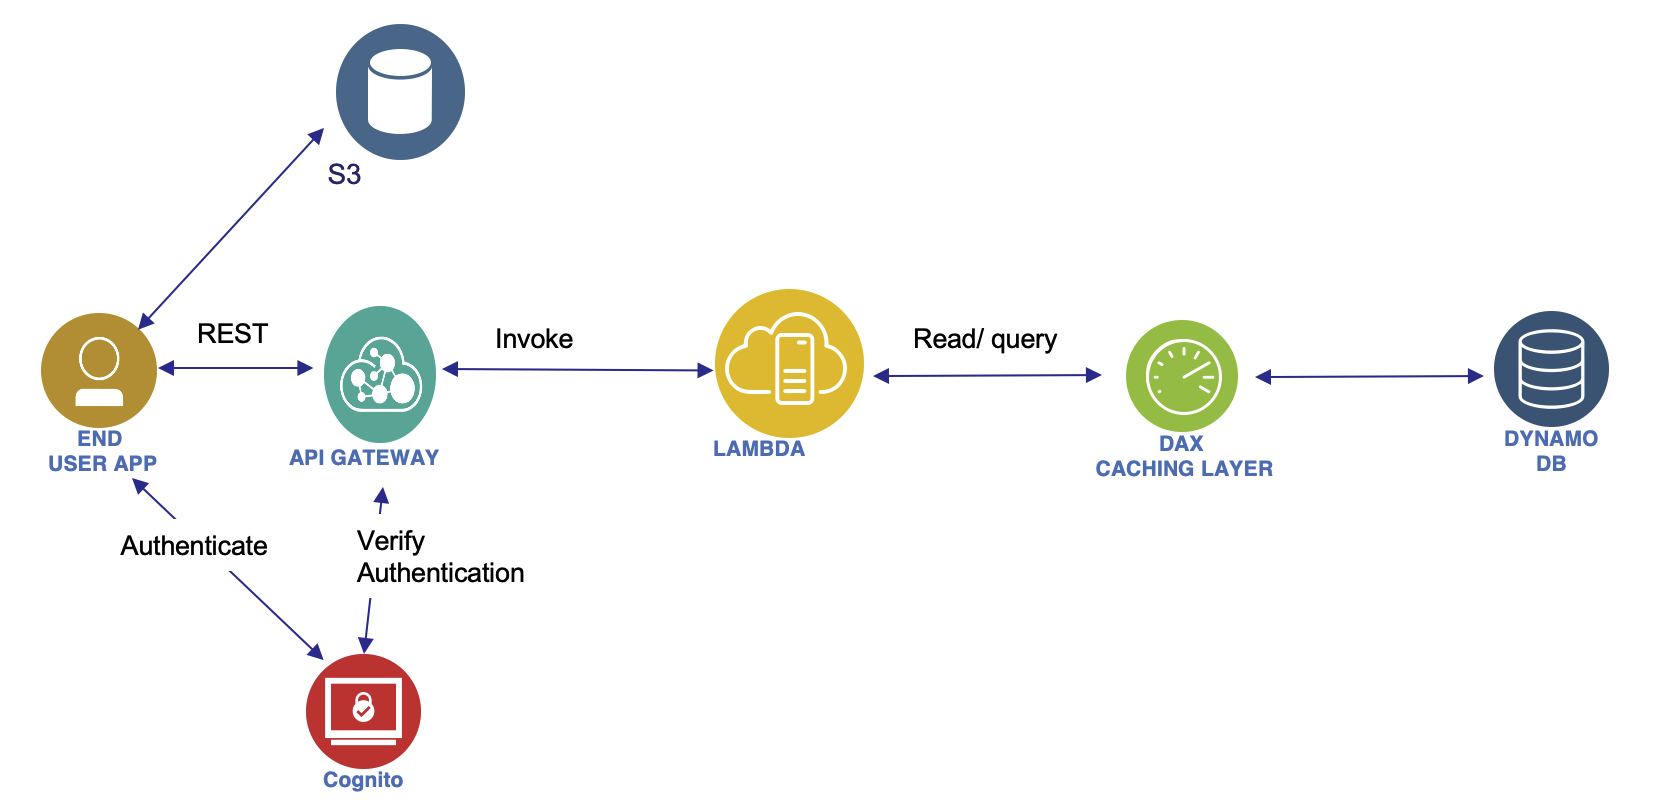 S3
REST
Invoke
Read/ query
END
USER APP
API GATEWAY
LAMBDA
DAX
CACHING LAYER
DYNAMO
DB
Authenticate
Verify
Authentication
Cognito